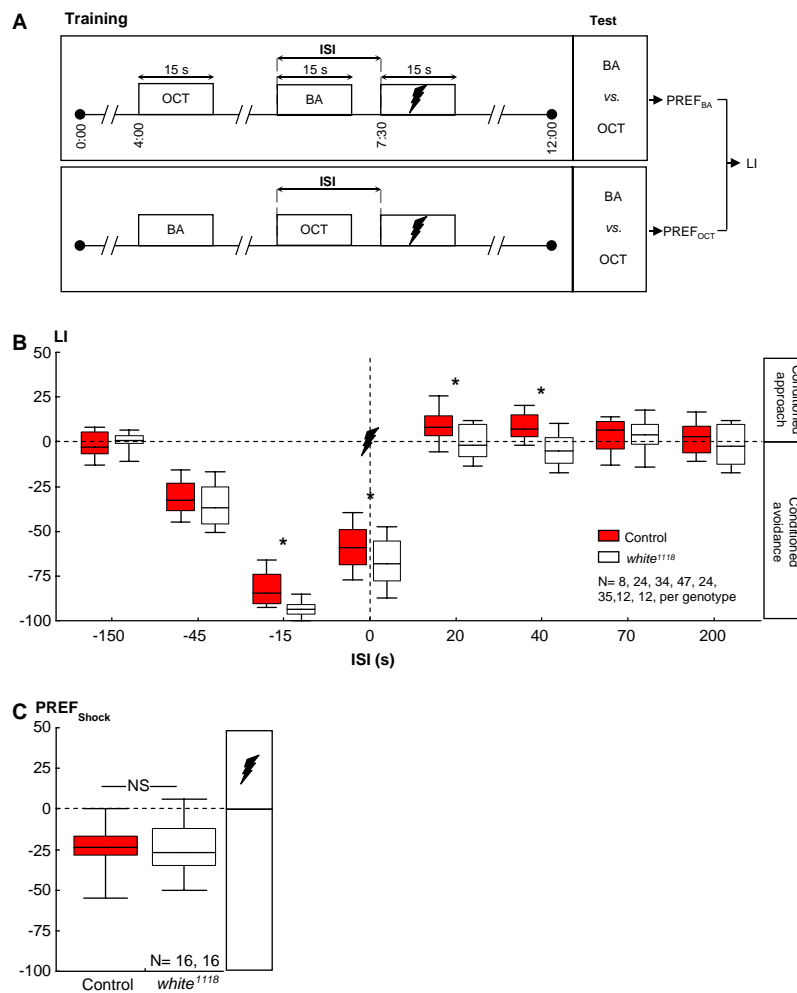 A
Training
Test
ISI
15 s
15 s
15 s
OCT
BA
0:00
4:00
7:30
12:00
BA
vs.
OCT
PREF_BA
LI
ISI
BA
OCT
BA
vs.
OCT
PREF_OCT
B
LI
50
25
0
-25
-50
-75
-100
*
*
*
*
Conditioned
approach
Conditioned
avoidance
Control
white¹¹¹⁸
N= 8, 24, 34, 47, 24,
35,12, 12, per genotype
-150 -45 -15 0 20 40 70 200
ISI (s)
C
PREF_Shock
50
25
0
-25
-50
-75
-100
NS
N= 16, 16
Control
white¹¹¹⁸